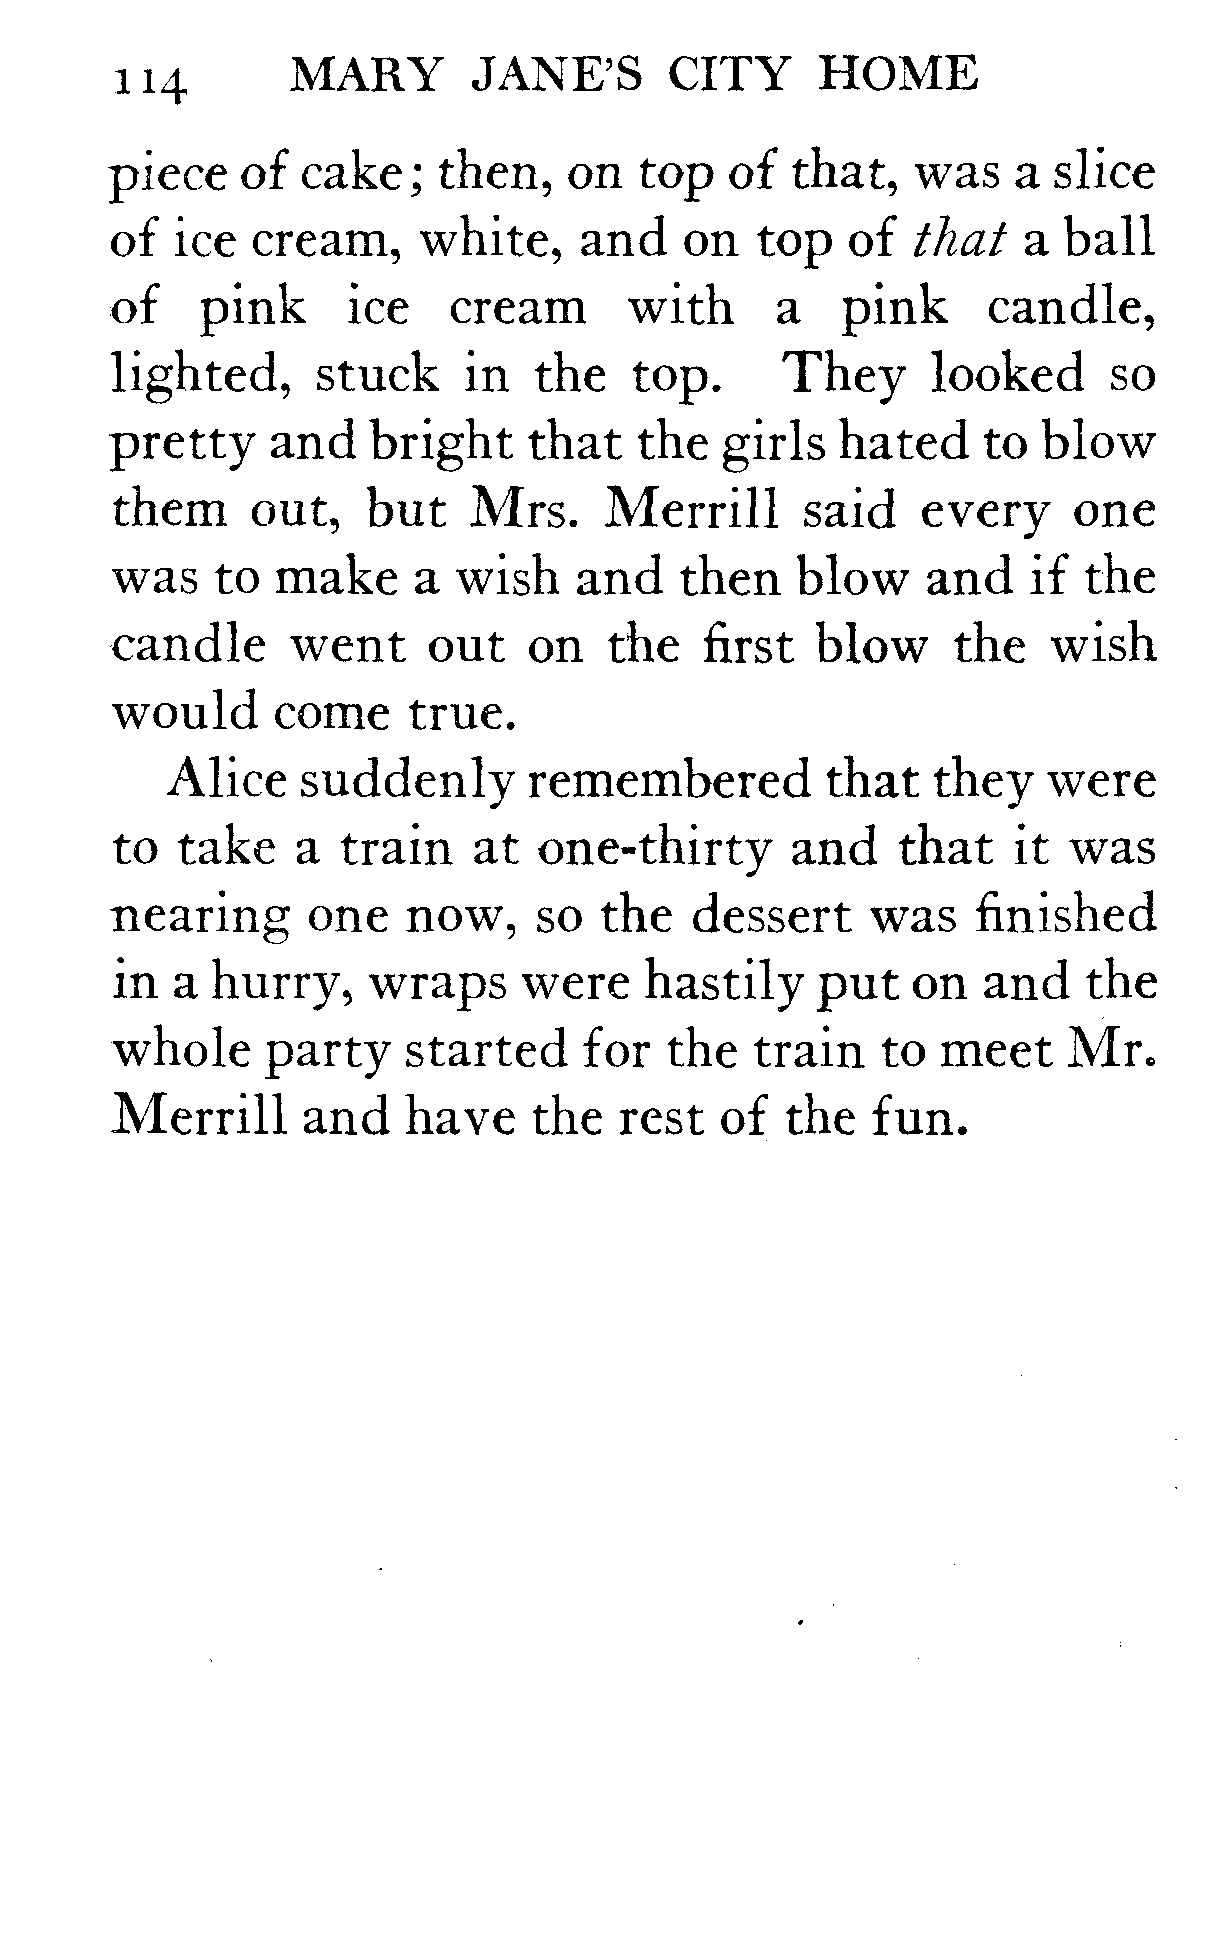 114 MARY JANE'S CITY HOME
piece of cake; then, on top of that, was a slice
of ice cream, white, and on top of that a ball
of pink ice cream with a pink candle,
lighted, stuck in the top. They looked so
pretty and bright that the girls hated to blow
them out, but Mrs. Merrill said every one
was to make a wish and then blow and if the
candle went out on the first blow the wish
would come true.
Alice suddenly remembered that they were
to take a train at one-thirty and that it was
nearing one now, so the dessert was finished
in a hurry, wraps were hastily put on and the
whole party started for the train to meet Mr.
Merrill and have the rest of the fun.